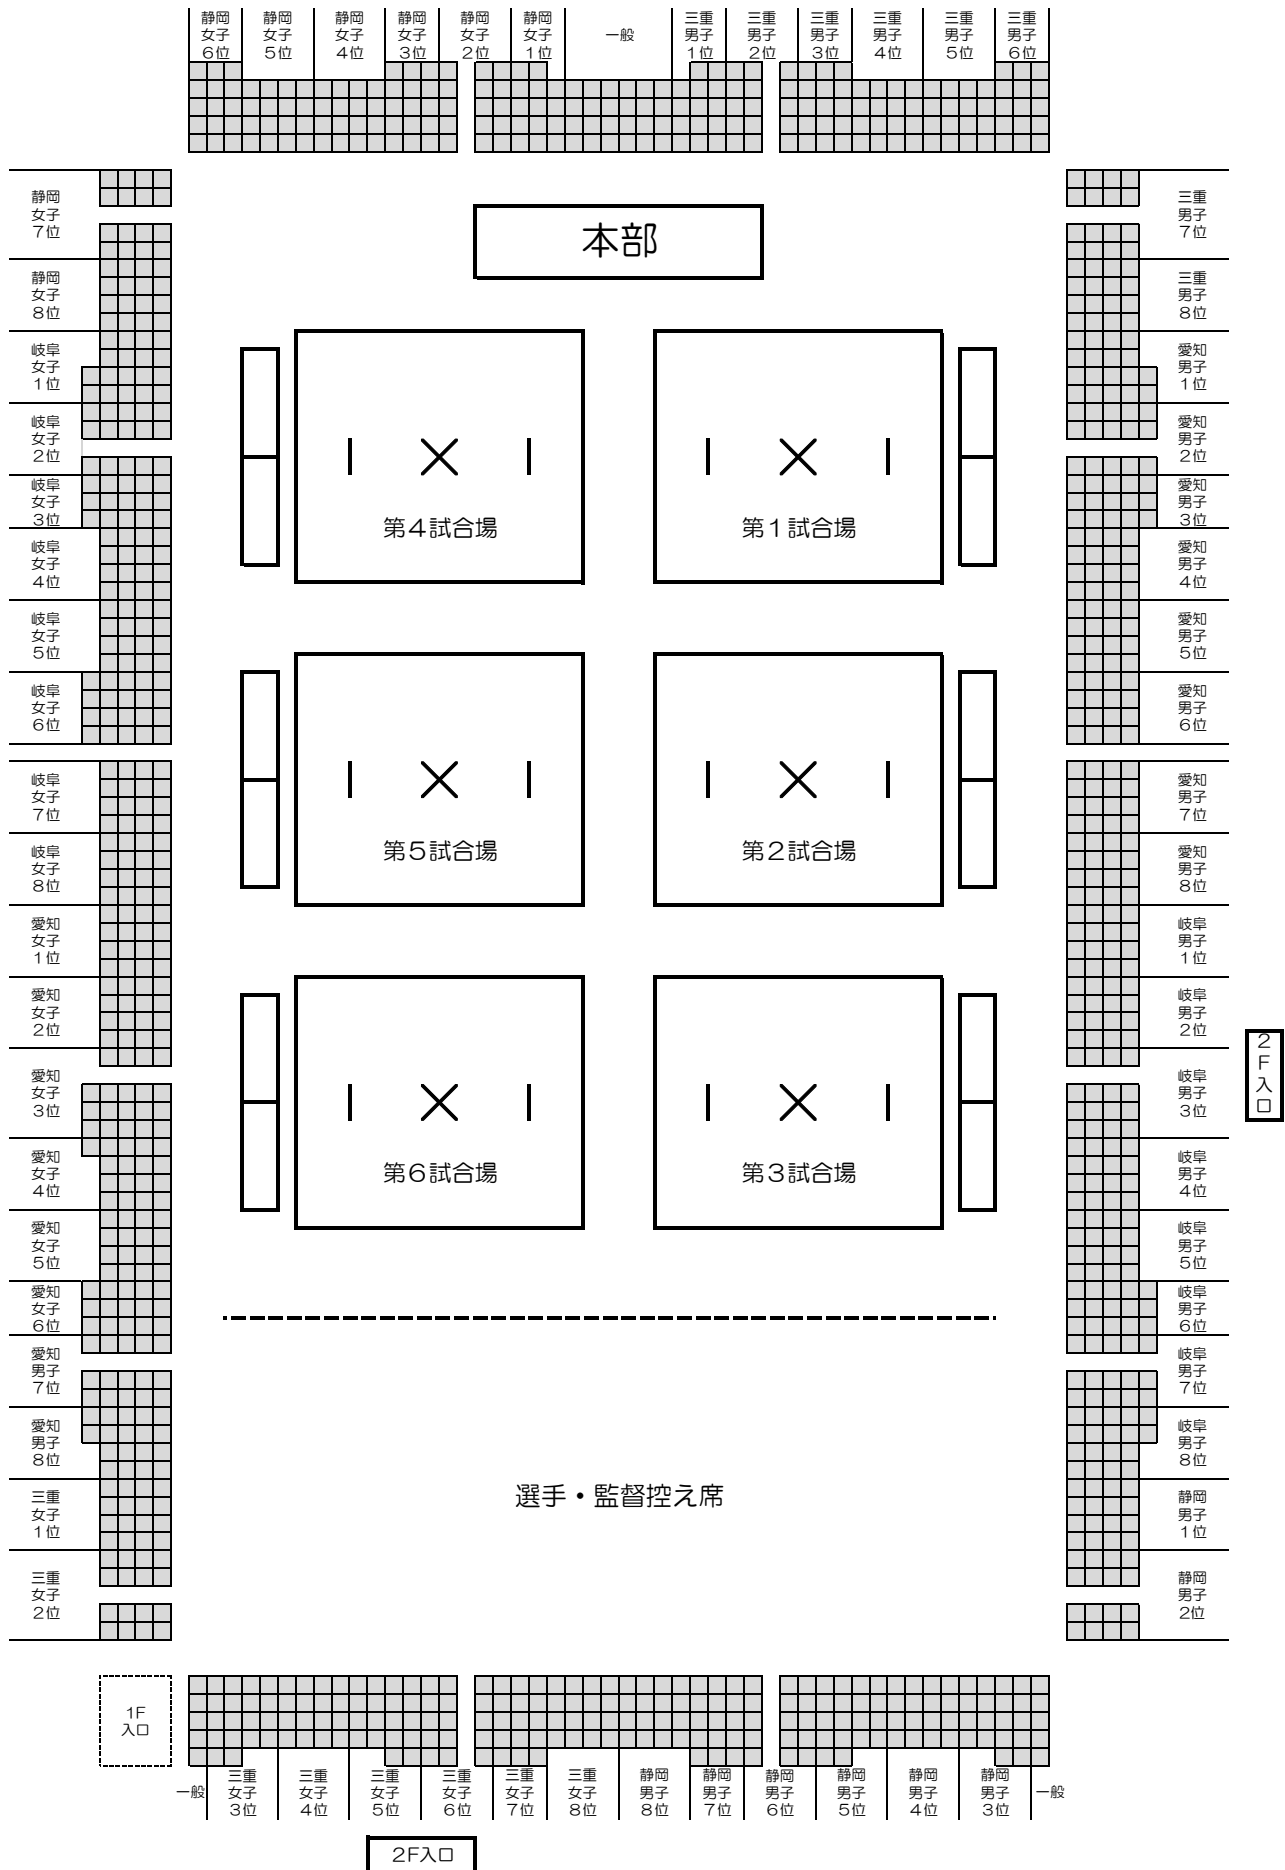 静岡
女子
6位
静岡
女子
5位
静岡
女子
4位
静岡
女子
3位
静岡
女子
2位
静岡
女子
1位
一般
三重
男子
1位
三重
男子
2位
三重
男子
3位
三重
男子
4位
三重
男子
5位
三重
男子
6位
静岡
女子
7位
静岡
女子
8位
岐阜
女子
1位
岐阜
女子
2位
岐阜
女子
3位
岐阜
女子
4位
岐阜
女子
5位
岐阜
女子
6位
岐阜
女子
7位
岐阜
女子
8位
愛知
女子
1位
愛知
女子
2位
愛知
女子
3位
愛知
女子
4位
愛知
女子
5位
愛知
女子
6位
愛知
男子
7位
愛知
男子
8位
三重
女子
1位
三重
女子
2位
本部
第4試合場
第1試合場
第5試合場
第2試合場
第6試合場
第3試合場
選手・監督控え席
三重
男子
7位
三重
男子
8位
愛知
男子
1位
愛知
男子
2位
愛知
男子
3位
愛知
男子
4位
愛知
男子
5位
愛知
男子
6位
愛知
男子
7位
愛知
男子
8位
岐阜
男子
1位
岐阜
男子
2位
岐阜
男子
3位
岐阜
男子
4位
岐阜
男子
5位
岐阜
男子
6位
岐阜
男子
7位
岐阜
男子
8位
静岡
男子
1位
静岡
男子
2位
2F入口
1F
入口
一般
三重
女子
3位
三重
女子
4位
三重
女子
5位
三重
女子
6位
三重
女子
7位
三重
女子
8位
静岡
男子
8位
静岡
男子
7位
静岡
男子
6位
静岡
男子
5位
静岡
男子
4位
静岡
男子
3位
一般
2F入口